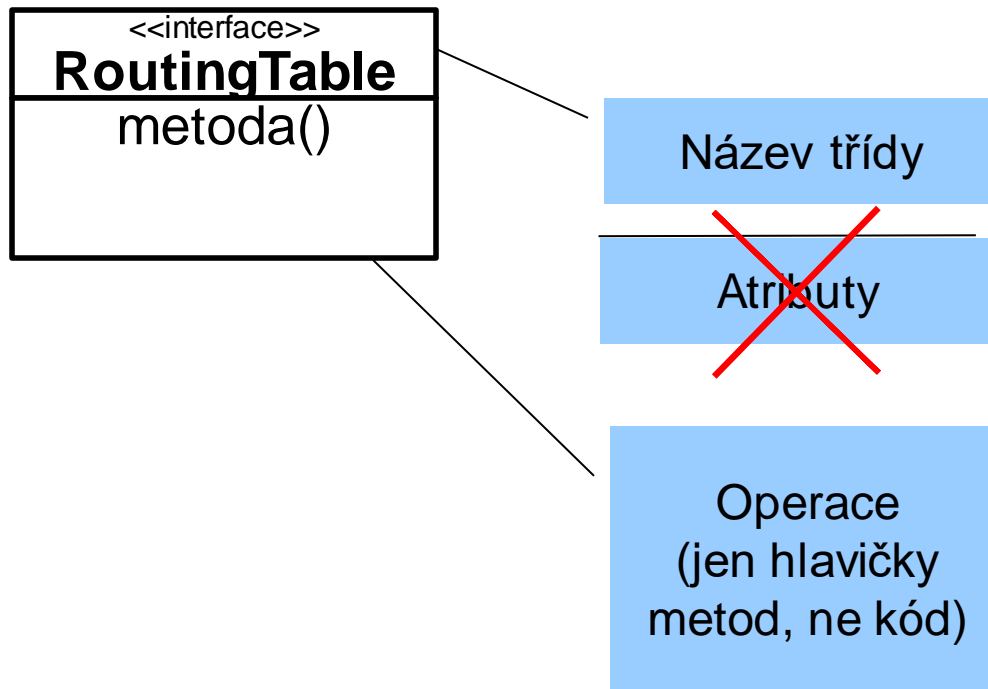 <<interface>>
RoutingTable
metoda()
Název třídy
Atributy
Operace
(jen hlavičky
metod, ne kód)